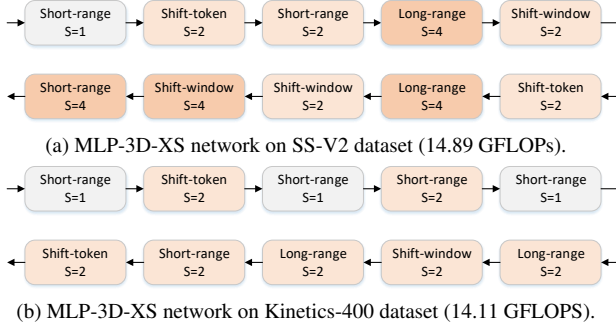 Short-range Shift-token Short-range Long-range Shift-window
S=1 S=2 S=2 S=4 S=2
Short-range Shift-window Shift-window Long-range Shift-token
S=4 S=4 S=2 S=4 S=2
(a) MLP-3D-XS network on SS-V2 dataset (14.89 GFLOPs).
Short-range Shift-token Short-range Short-range Short-range
S=1 S=2 S=1 S=2 S=1
Shift-token Short-range Long-range Shift-window Long-range
S=2 S=2 S=2 S=2 S=2
(b) MLP-3D-XS network on Kinetics-400 dataset (14.11 GFLOPS).